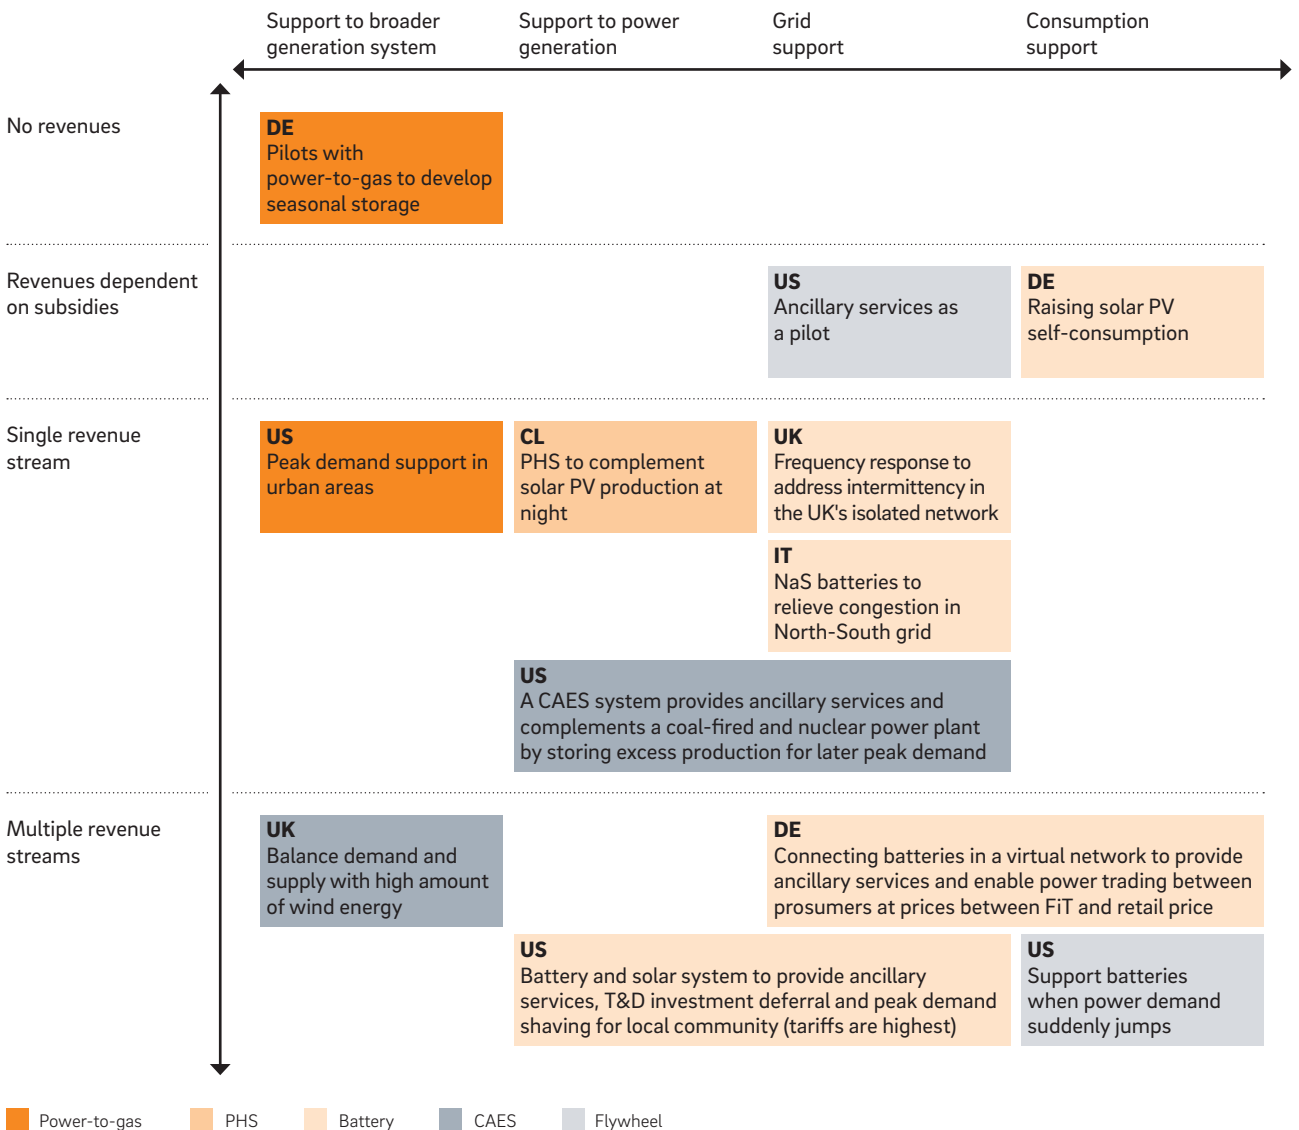 Support to broader
generation system
Support to power
generation
Grid
support
Consumption
support
No revenues
DE
Pilots with
power-to-gas to develop
seasonal storage
Revenues dependent
on subsidies
US
Ancillary services as
a pilot
DE
Raising solar PV
self-consumption
Single revenue
stream
US
Peak demand support in
urban areas
CL
PHS to complement
solar PV production at
night
UK
Frequency response to
address intermittency in
the UK's isolated network
IT
NaS batteries to
relieve congestion in
North-South grid
US
A CAES system provides ancillary services and
complements a coal-fired and nuclear power plant
by storing excess production for later peak demand
Multiple revenue
streams
UK
Balance demand and
supply with high amount
of wind energy
DE
Connecting batteries in a virtual network to provide
ancillary services and enable power trading between
prosumers at prices between FiT and retail price
US
Battery and solar system to provide ancillary
services, T&D investment deferral and peak demand
shaving for local community (tariffs are highest)
US
Support batteries
when power demand
suddenly jumps
Power-to-gas
PHS
Battery
CAES
Flywheel